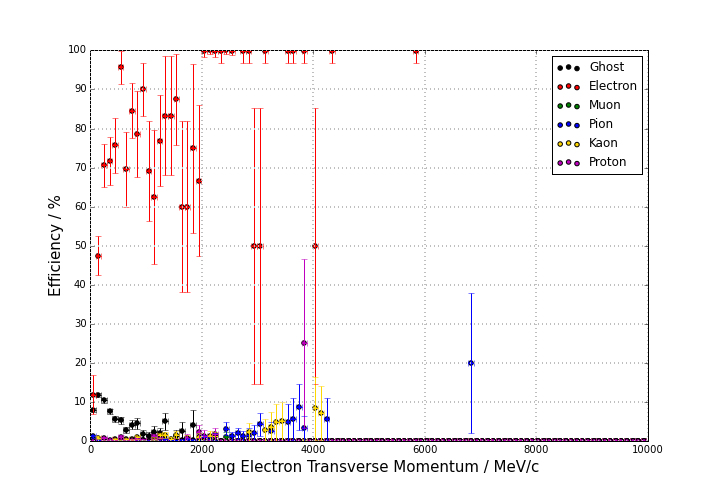 100
90
80
70
60
50
40
30
20
10
0
Efficiency / %
Ghost
Electron
Muon
Pion
Kaon
Proton
0 2000 4000 6000 8000 10000
Long Electron Transverse Momentum / MeV/c